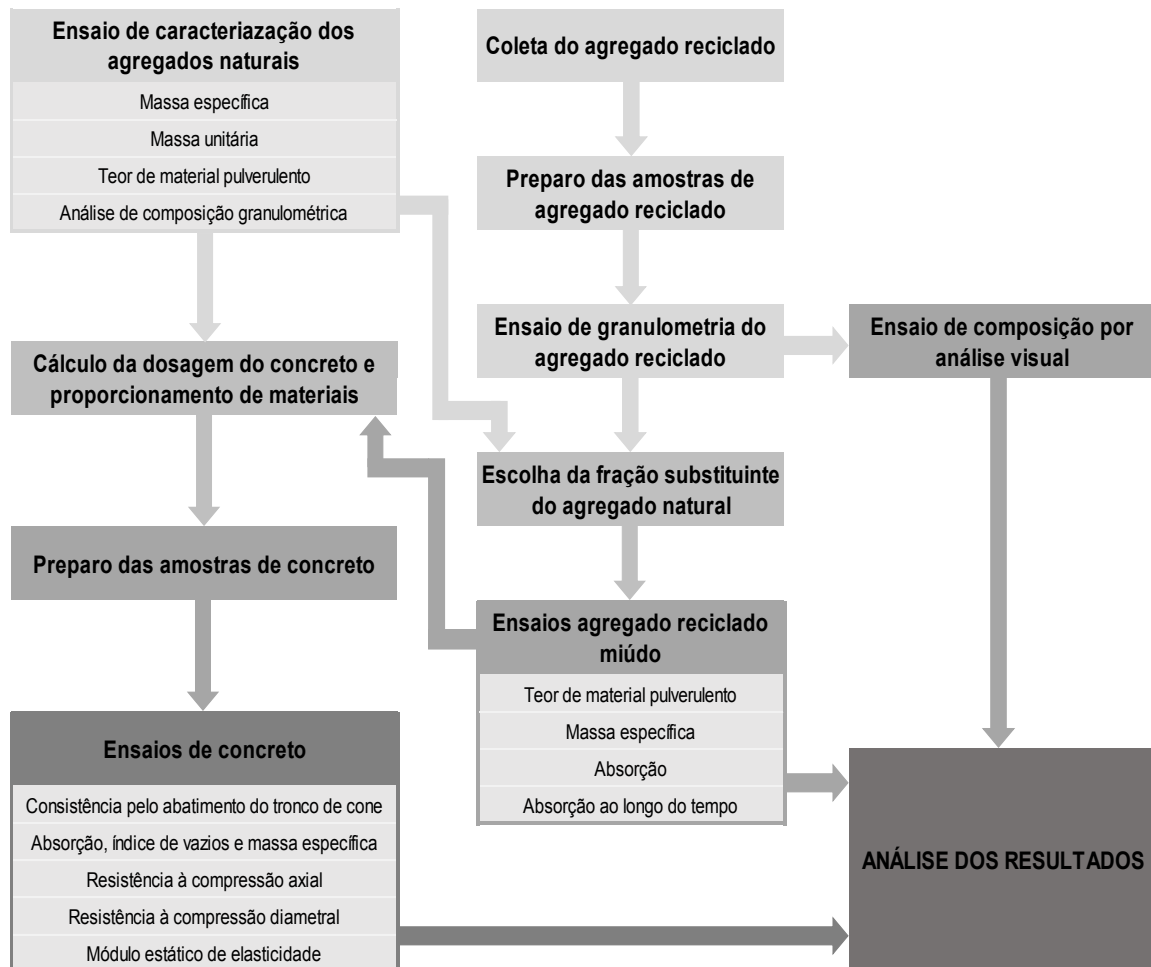 Ensaio de caracteriazação dos
agregados naturais
Massa específica
Massa unitária
Teor de material pulverulento
Análise de composição granulométrica
Coleta do agregado reciclado
Preparo das amostras de
agregado reciclado
Ensaio de granulometria do
agregado reciclado
Ensaio de composição por
análise visual
Cálculo da dosagem do concreto e
proporcionamento de materiais
Escolha da fração substituinte
do agregado natural
Preparo das amostras de concreto
Ensaios agregado reciclado
miúdo
Teor de material pulverulento
Massa específica
Absorção
Absorção ao longo do tempo
Ensaios de concreto
Consistência pelo abatimento do tronco de cone
Absorção, índice de vazios e massa específica
Resistência à compressão axial
Resistência à compressão diametral
Módulo estático de elasticidade
ANÁLISE DOS RESULTADOS